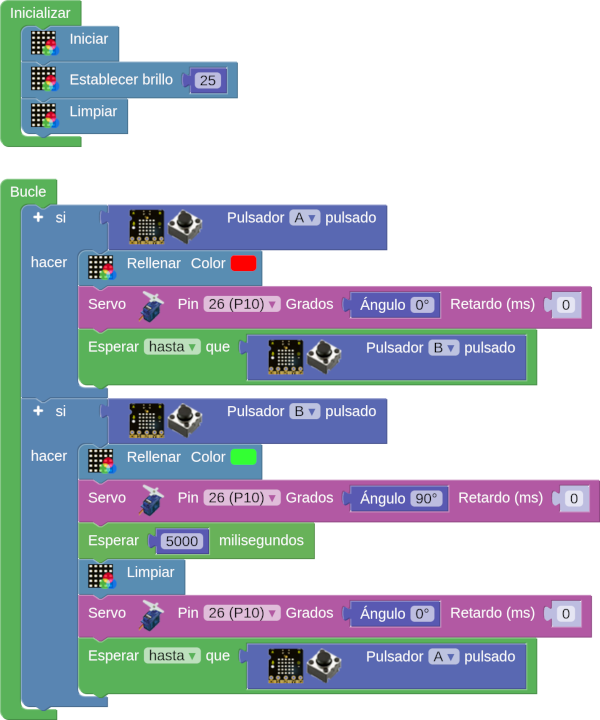 Inicializar
Iniciar
Establecer brillo 25
Limpiar
Bucle
si Pulsador A pulsado
hacer Rellenar Color
Servo Pin 26 (P10) Grados Ángulo 0° Retardo (ms) 0
Esperar hasta que Pulsador B pulsado
si Pulsador B pulsado
hacer Rellenar Color
Servo Pin 26 (P10) Grados Ángulo 90° Retardo (ms) 0
Esperar 5000 milisegundos
Limpiar
Servo Pin 26 (P10) Grados Ángulo 0° Retardo (ms) 0
Esperar hasta que Pulsador A pulsado